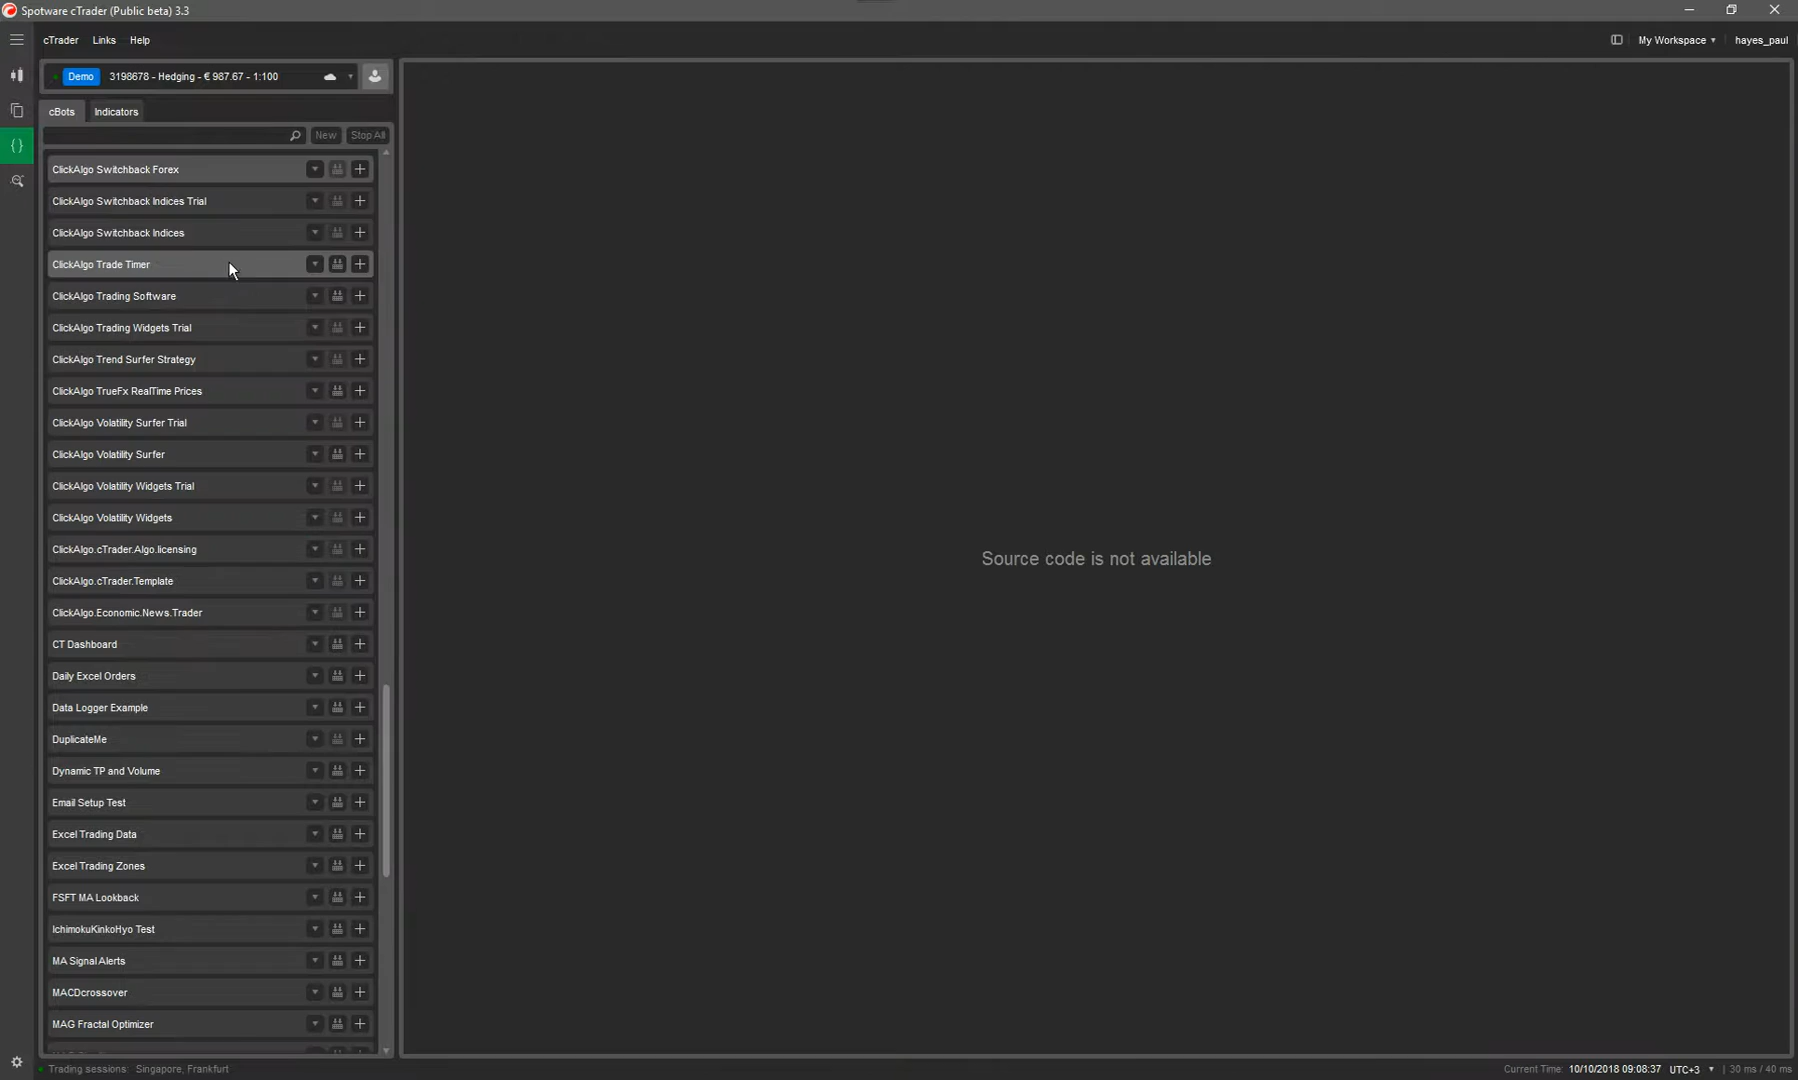 Spotware cTrader (Public beta) 3.3
cTrader Links Help
My Workspace hayes_paul
Demo 3198678 - Hedging - € 987.67 - 1:100
cBots Indicators
New Stop All
ClickAlgo Switchback Forex
ClickAlgo Switchback Indices Trial
ClickAlgo Switchback Indices
ClickAlgo Trade Timer
ClickAlgo Trading Software
ClickAlgo Trading Widgets Trial
ClickAlgo Trend Surfer Strategy
ClickAlgo TrueFx RealTime Prices
ClickAlgo Volatility Surfer Trial
ClickAlgo Volatility Surfer
ClickAlgo Volatility Widgets Trial
ClickAlgo Volatility Widgets
ClickAlgo.cTrader.Algo.licensing
ClickAlgo.cTrader.Template
ClickAlgo.Economic.News.Trader
CT Dashboard
Daily Excel Orders
Data Logger Example
DuplicateMe
Dynamic TP and Volume
Email Setup Test
Excel Trading Data
Excel Trading Zones
FSFT MA Lookback
IchimokuKinkoHyo Test
MA Signal Alerts
MACDcrossover
MAG Fractal Optimizer
Source code is not available
Trading sessions: Singapore, Frankfurt
Current Time: 10/10/2018 09:08:37 UTC+3 | 30 ms / 40 ms